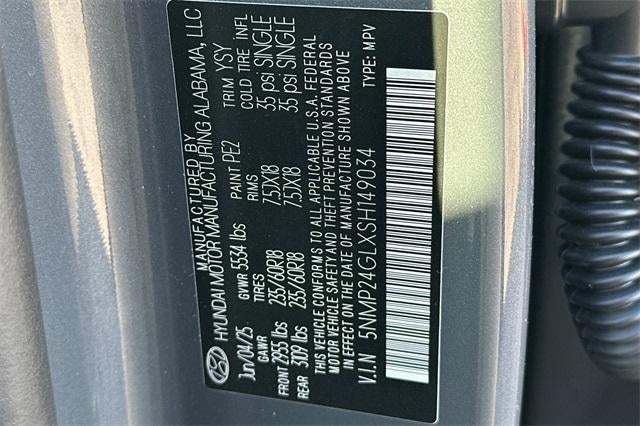 MANUFACTURED BY
HYUNDAI MOTOR MANUFACTURING ALABAMA, LLC
Jun/04/25 GVWR 5534 lbs PAINT PE2 TRIM YSY
GAWR TIRES RIMS COLD TIRE INFL
FRONT 2955 lbs 235/60R18 7.5JX18 35 psi SINGLE
REAR 3109 lbs 235/60R18 7.5JX18 35 psi SINGLE
THIS VEHICLE CONFORMS TO ALL APPLICABLE U.S.A. FEDERAL
MOTOR VEHICLE SAFETY AND THEFT PREVENTION STANDARDS
IN EFFECT ON THE DATE OF MANUFACTURE SHOWN ABOVE
V.I.N 5NMP24GLXSH149034 TYPE: MPV